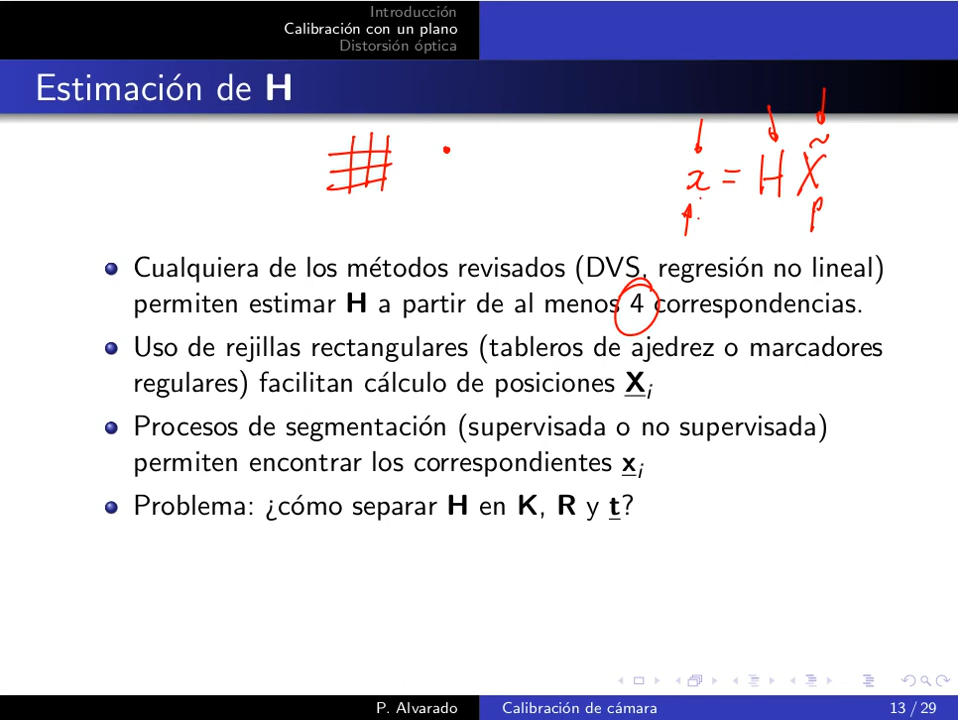 Introducción
Calibración con un plano
Distorsión óptica
Estimación de H
x = H X̃
Cualquiera de los métodos revisados (DVS, regresión no lineal)
permiten estimar H a partir de al menos 4 correspondencias.
Uso de rejillas rectangulares (tableros de ajedrez o marcadores
regulares) facilitan cálculo de posiciones X_i
Procesos de segmentación (supervisada o no supervisada)
permiten encontrar los correspondientes x_i
Problema: ¿cómo separar H en K, R y t?
P. Alvarado Calibración de cámara 13 / 29